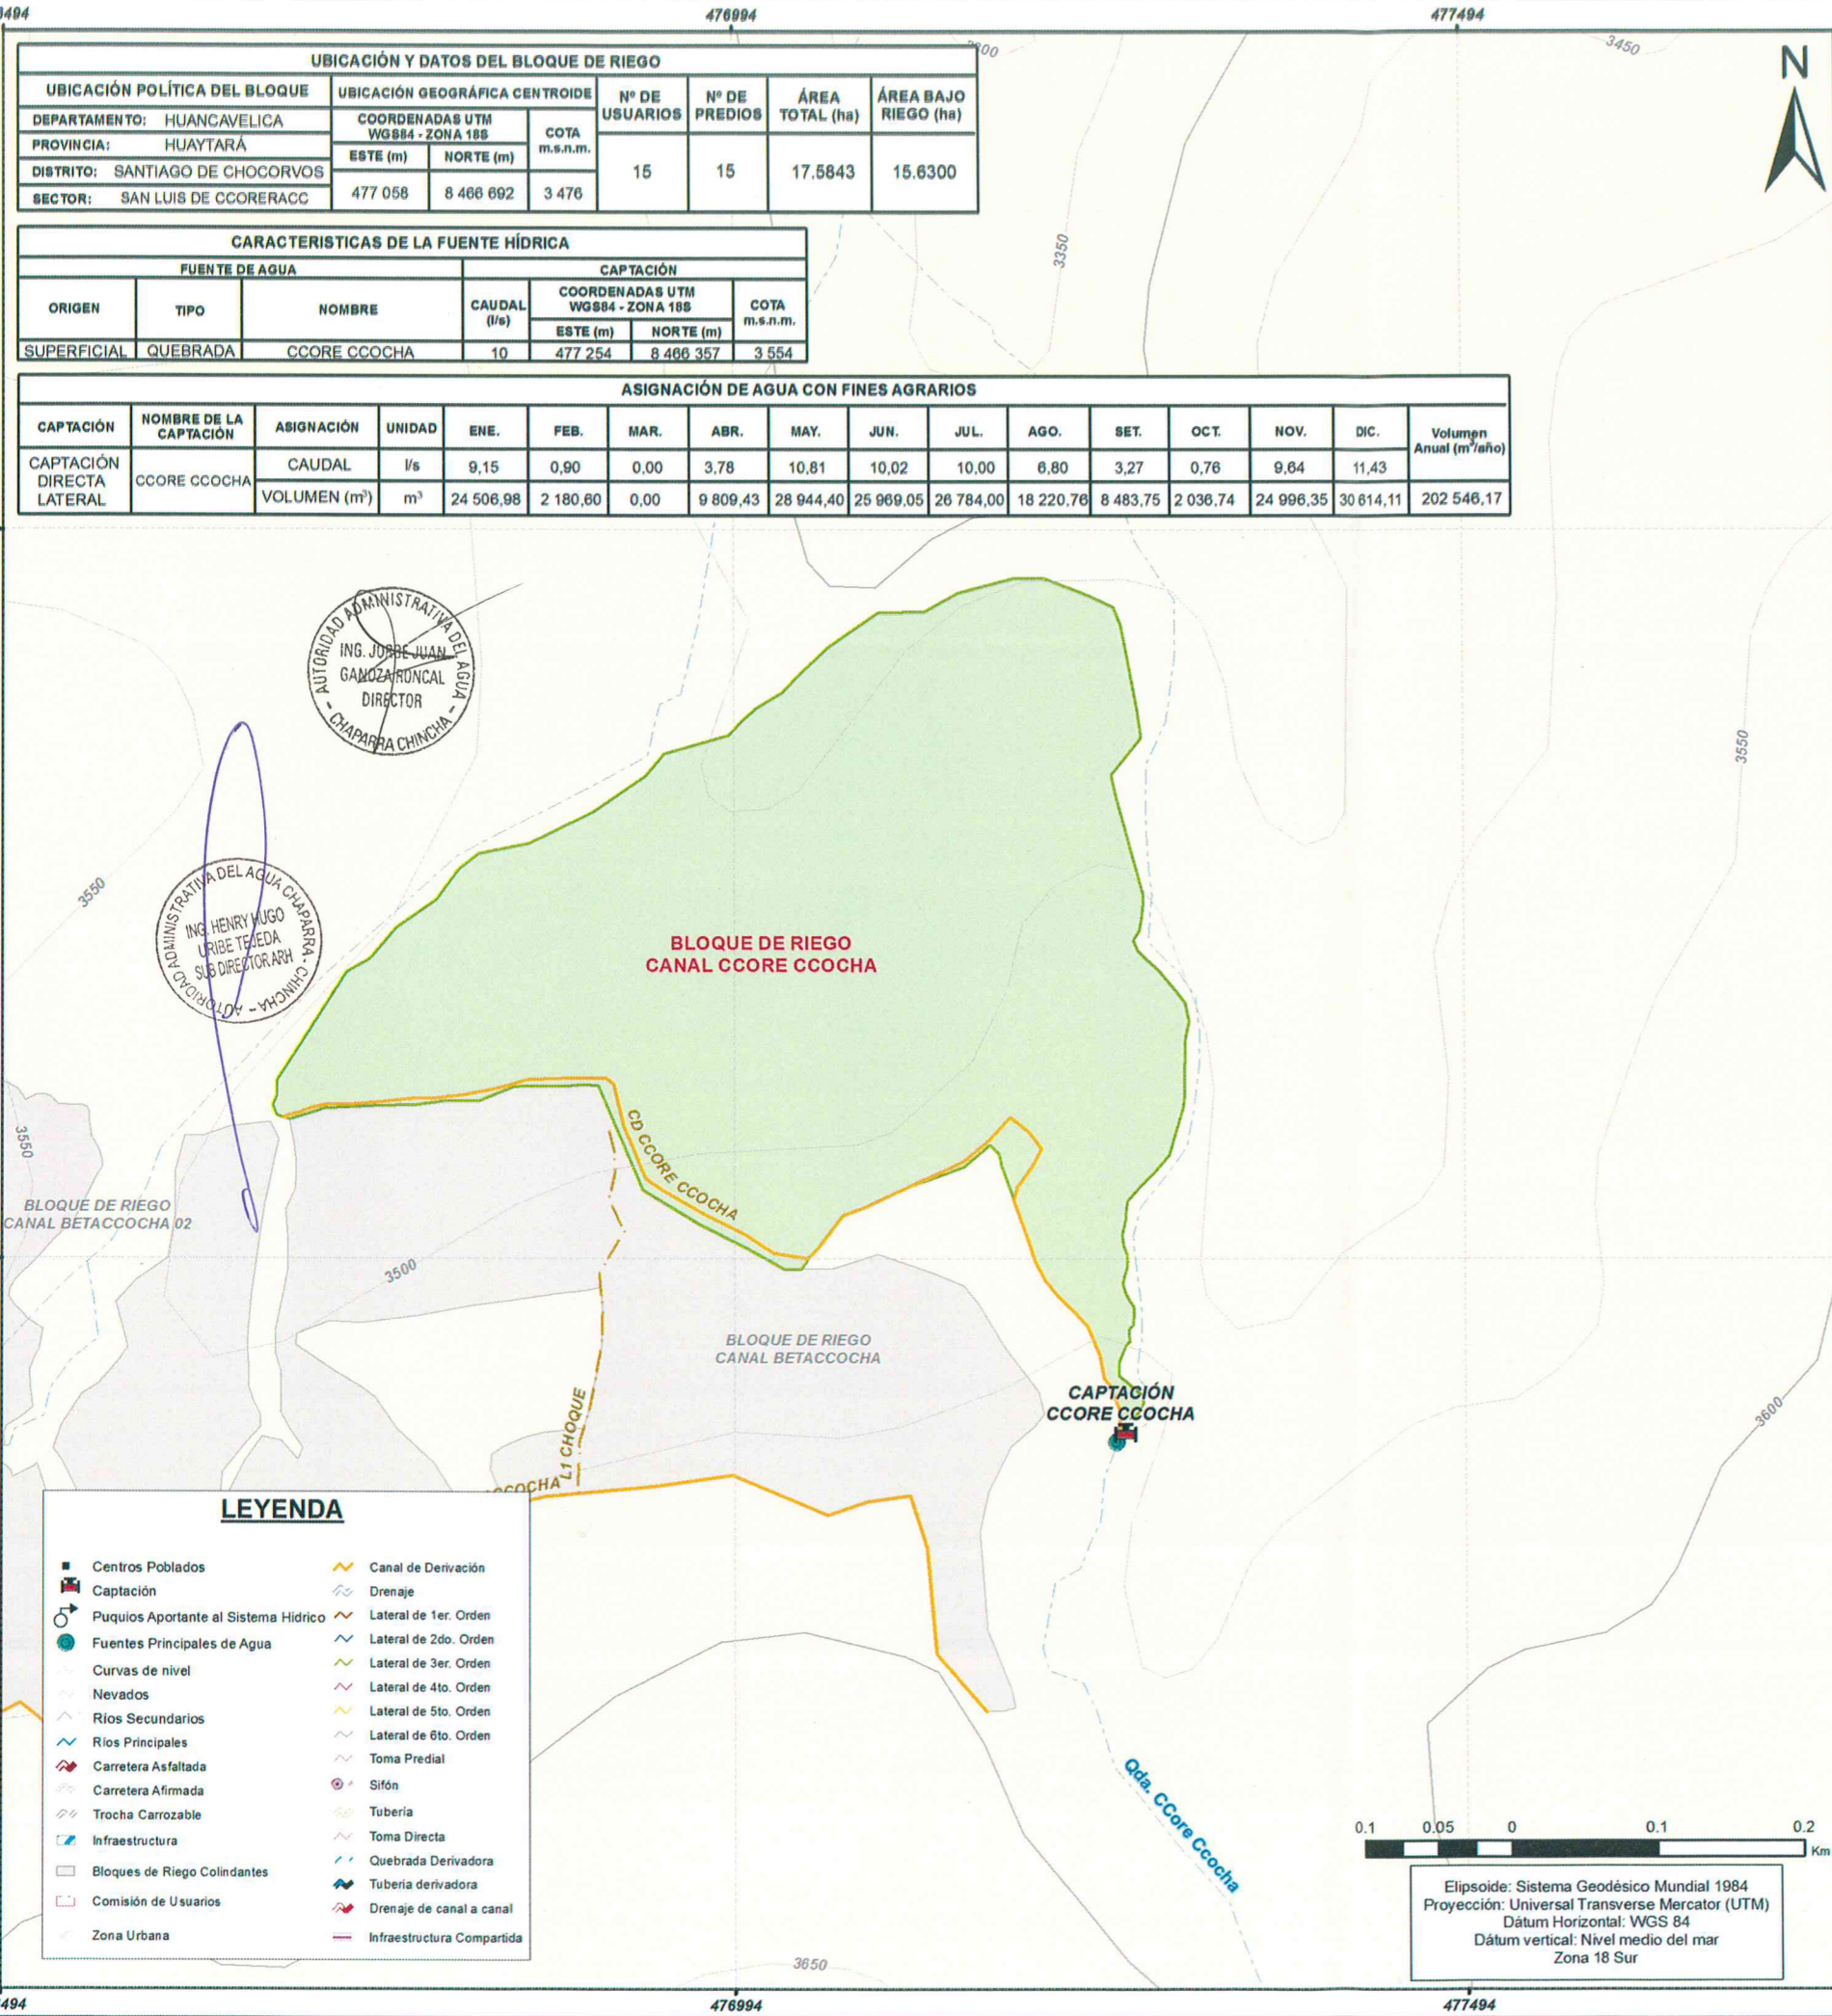 476994
477494
UBICACIÓN Y DATOS DEL BLOQUE DE RIEGO
UBICACIÓN POLÍTICA DEL BLOQUE
UBICACIÓN GEOGRÁFICA CENTROIDE
Nº DE USUARIOS
Nº DE PREDIOS
ÁREA TOTAL (ha)
ÁREA BAJO RIEGO (ha)
DEPARTAMENTO: HUANCAVELICA
COORDENADAS UTM
WGS84 - ZONA 18S
COTA
m.s.n.m.
PROVINCIA: HUAYTARÁ
ESTE (m)
NORTE (m)
DISTRITO: SANTIAGO DE CHOCORVOS
SECTOR: SAN LUIS DE CCORERACC
477 058
8 466 692
3 476
15
15
17,5843
15,6300
N
3450
3350
CARACTERISTICAS DE LA FUENTE HÍDRICA
FUENTE DE AGUA
CAPTACIÓN
ORIGEN
TIPO
NOMBRE
CAUDAL
(l/s)
COORDENADAS UTM
WGS84 - ZONA 18S
COTA
m.s.n.m.
ESTE (m)
NORTE (m)
SUPERFICIAL
QUEBRADA
CCORE CCOCHA
10
477 254
8 466 357
3 554
ASIGNACIÓN DE AGUA CON FINES AGRARIOS
CAPTACIÓN
NOMBRE DE LA CAPTACIÓN
ASIGNACIÓN
UNIDAD
ENE.
FEB.
MAR.
ABR.
MAY.
JUN.
JUL.
AGO.
SET.
OCT.
NOV.
DIC.
Volumen
Anual (m³/año)
CAPTACIÓN
DIRECTA
LATERAL
CCORE CCOCHA
CAUDAL
l/s
9,15
0,90
0,00
3,78
10,81
10,02
10,00
6,80
3,27
0,76
9,64
11,43
VOLUMEN (m³)
m³
24 506,98
2 180,60
0,00
9 809,43
28 944,40
25 969,05
26 784,00
18 220,76
8 483,75
2 036,74
24 996,35
30 614,11
202 546,17
AUTORIDAD ADMINISTRATIVA DEL AGUA - CHAPARRA CHINCHA -
ING. JORGE JUAN
GANOZA RONCAL
DIRECTOR
3550
3550
AUTORIDAD ADMINISTRATIVA DEL AGUA CHAPARRA - CHINCHA -
ING. HENRY HUGO
URIBE TEJEDA
SUB DIRECTOR ARH
BLOQUE DE RIEGO
CANAL CCORE CCOCHA
3550
CD CCORE CCOCHA
BLOQUE DE RIEGO
CANAL BETACCOCHA 02
3500
BLOQUE DE RIEGO
CANAL BETACCOCHA
CAPTACIÓN
CCORE CCOCHA
3600
L1 CHOQUE
CCOCHA
LEYENDA
Centros Poblados
Captación
Puquios Aportante al Sistema Hidrico
Fuentes Principales de Agua
Curvas de nivel
Nevados
Ríos Secundarios
Ríos Principales
Carretera Asfaltada
Carretera Afirmada
Trocha Carrozable
Infraestructura
Bloques de Riego Colindantes
Comisión de Usuarios
Zona Urbana
Canal de Derivación
Drenaje
Lateral de 1er. Orden
Lateral de 2do. Orden
Lateral de 3er. Orden
Lateral de 4to. Orden
Lateral de 5to. Orden
Lateral de 6to. Orden
Toma Predial
Sifón
Tubería
Toma Directa
Quebrada Derivadora
Tuberia derivadora
Drenaje de canal a canal
Infraestructura Compartida
Qda. CCore Ccocha
0.1 0.05 0 0.1 0.2
Km
Elipsoide: Sistema Geodésico Mundial 1984
Proyección: Universal Transverse Mercator (UTM)
Dátum Horizontal: WGS 84
Dátum vertical: Nivel medio del mar
Zona 18 Sur
3650
494
476994
477494